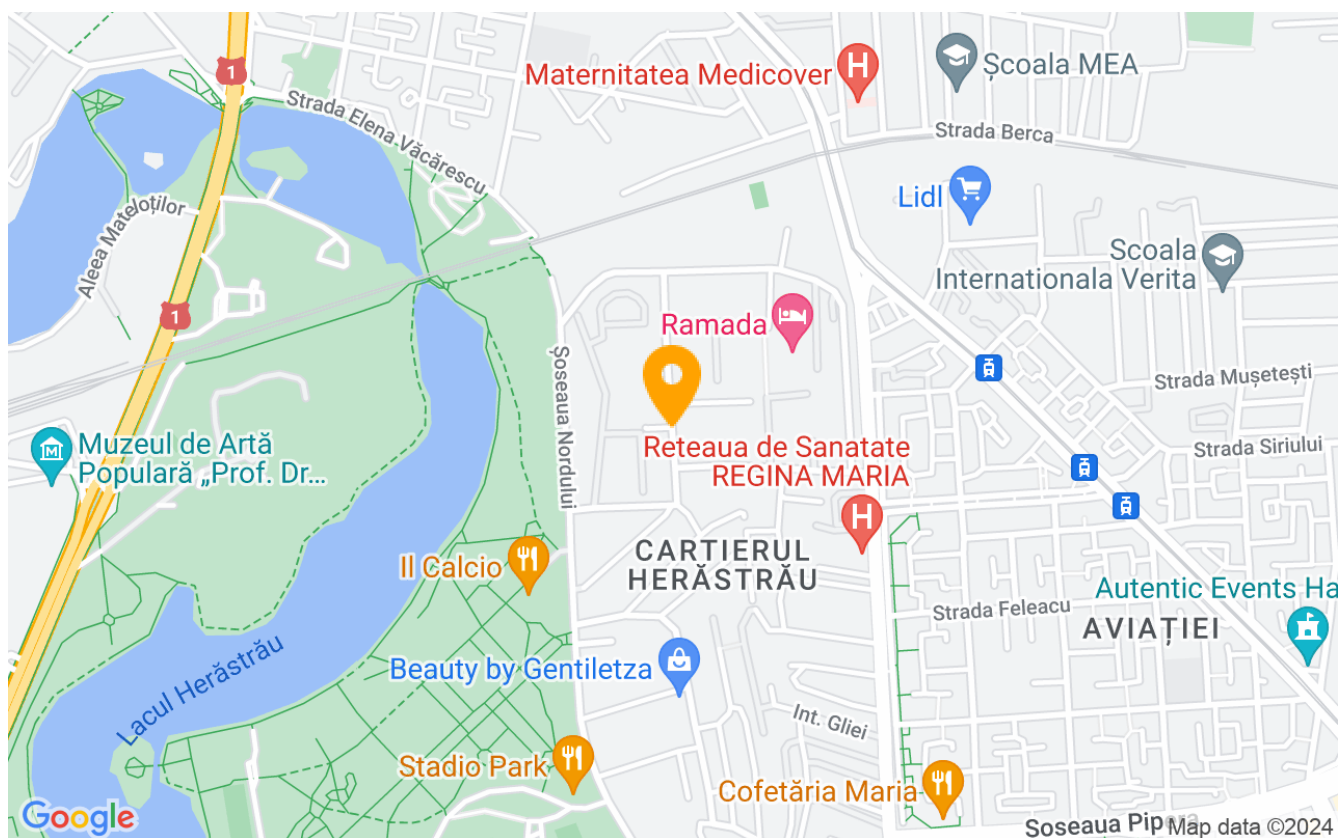 1
Maternitatea Medicover
H
Școala MEA
Strada Elena Văcărescu
Strada Berca
Lidl
Aleea Mateloților
Scoala
Internationala Verita
1
Ramada
Șoseaua Nordului
Strada Mușetești
Muzeul de Artă
Populară „Prof. Dr...
M
Reteaua de Sanatate
REGINA MARIA
H
Strada Siriului
Il Calcio
CARTIERUL
HERĂSTRĂU
Autentic Events Ha
Strada Feleacu
AVIAȚIEI
Lacul Herăstrău
Beauty by Gentiletza
Int. Gliei
Stadio Park
Cofetăria Maria
Google
Soseaua Pipera
Map data ©2024